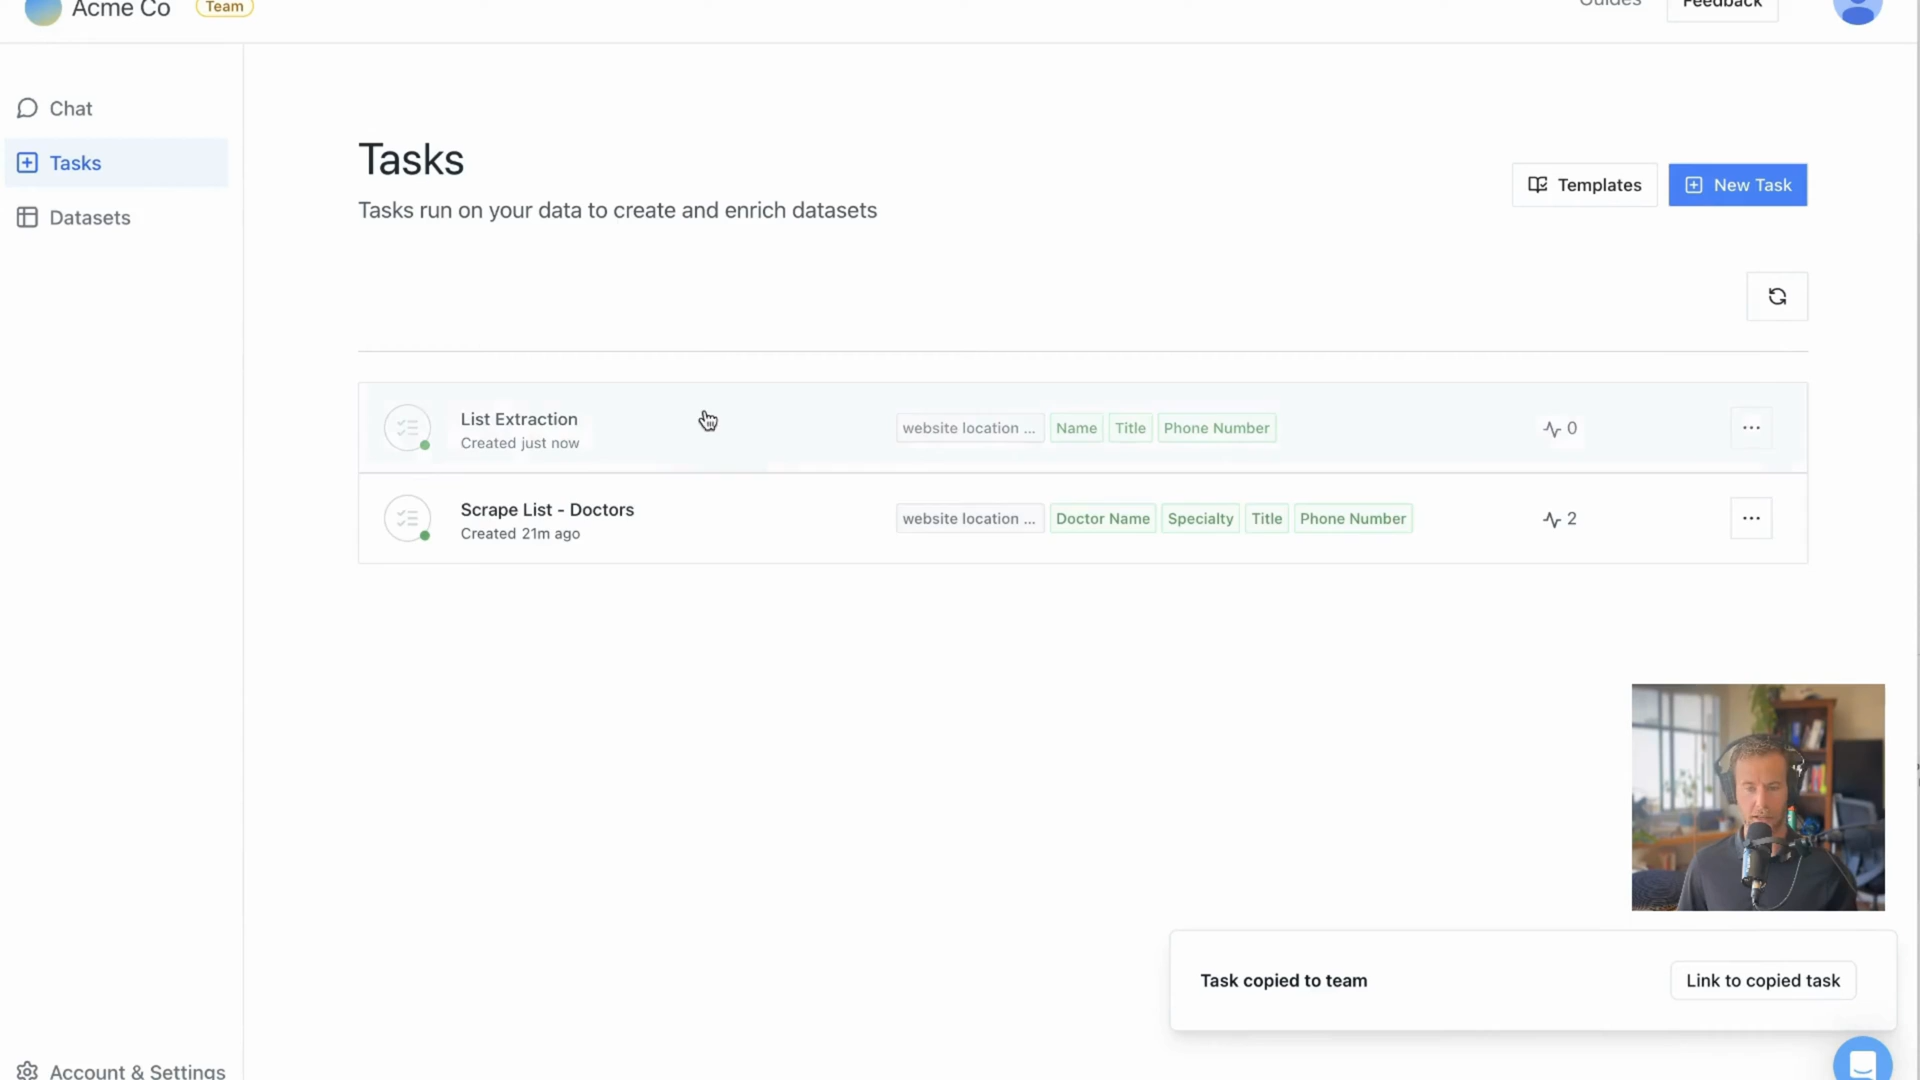 Acme Co
Team
Guides
Feedback
Chat
Tasks
Datasets
Tasks
Tasks run on your data to create and enrich datasets
Templates
New Task
List Extraction
Created just now
website location ...
Name
Title
Phone Number
0
Scrape List - Doctors
Created 21m ago
website location ...
Doctor Name
Specialty
Title
Phone Number
2
Task copied to team
Link to copied task
Account & Settings